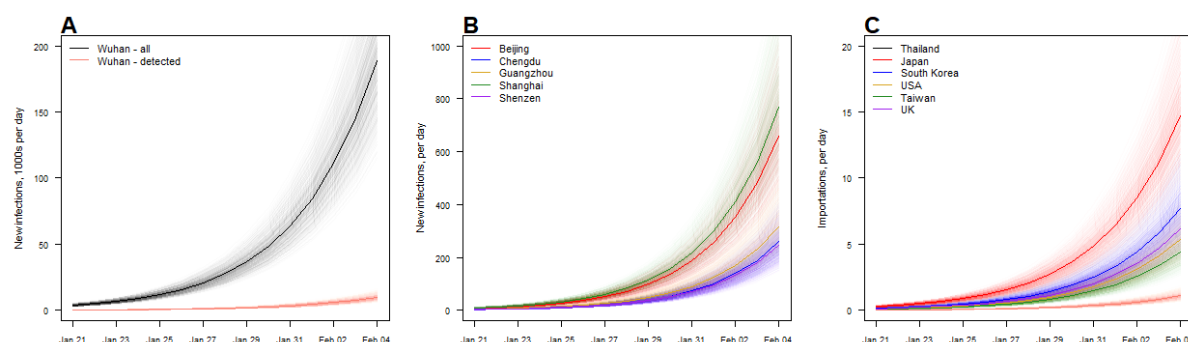 A
New infections, 1000s per day
200
150
100
50
0
Wuhan - all
Wuhan - detected
Jan 21 Jan 23 Jan 25 Jan 27 Jan 29 Jan 31 Feb 02 Feb 04
B
New infections, per day
1000
800
600
400
200
0
Beijing
Chengdu
Guangzhou
Shanghai
Shenzen
Jan 21 Jan 23 Jan 25 Jan 27 Jan 29 Jan 31 Feb 02 Feb 04
C
Importations, per day
20
15
10
5
0
Thailand
Japan
South Korea
USA
Taiwan
UK
Jan 21 Jan 23 Jan 25 Jan 27 Jan 29 Jan 31 Feb 02 Feb 0